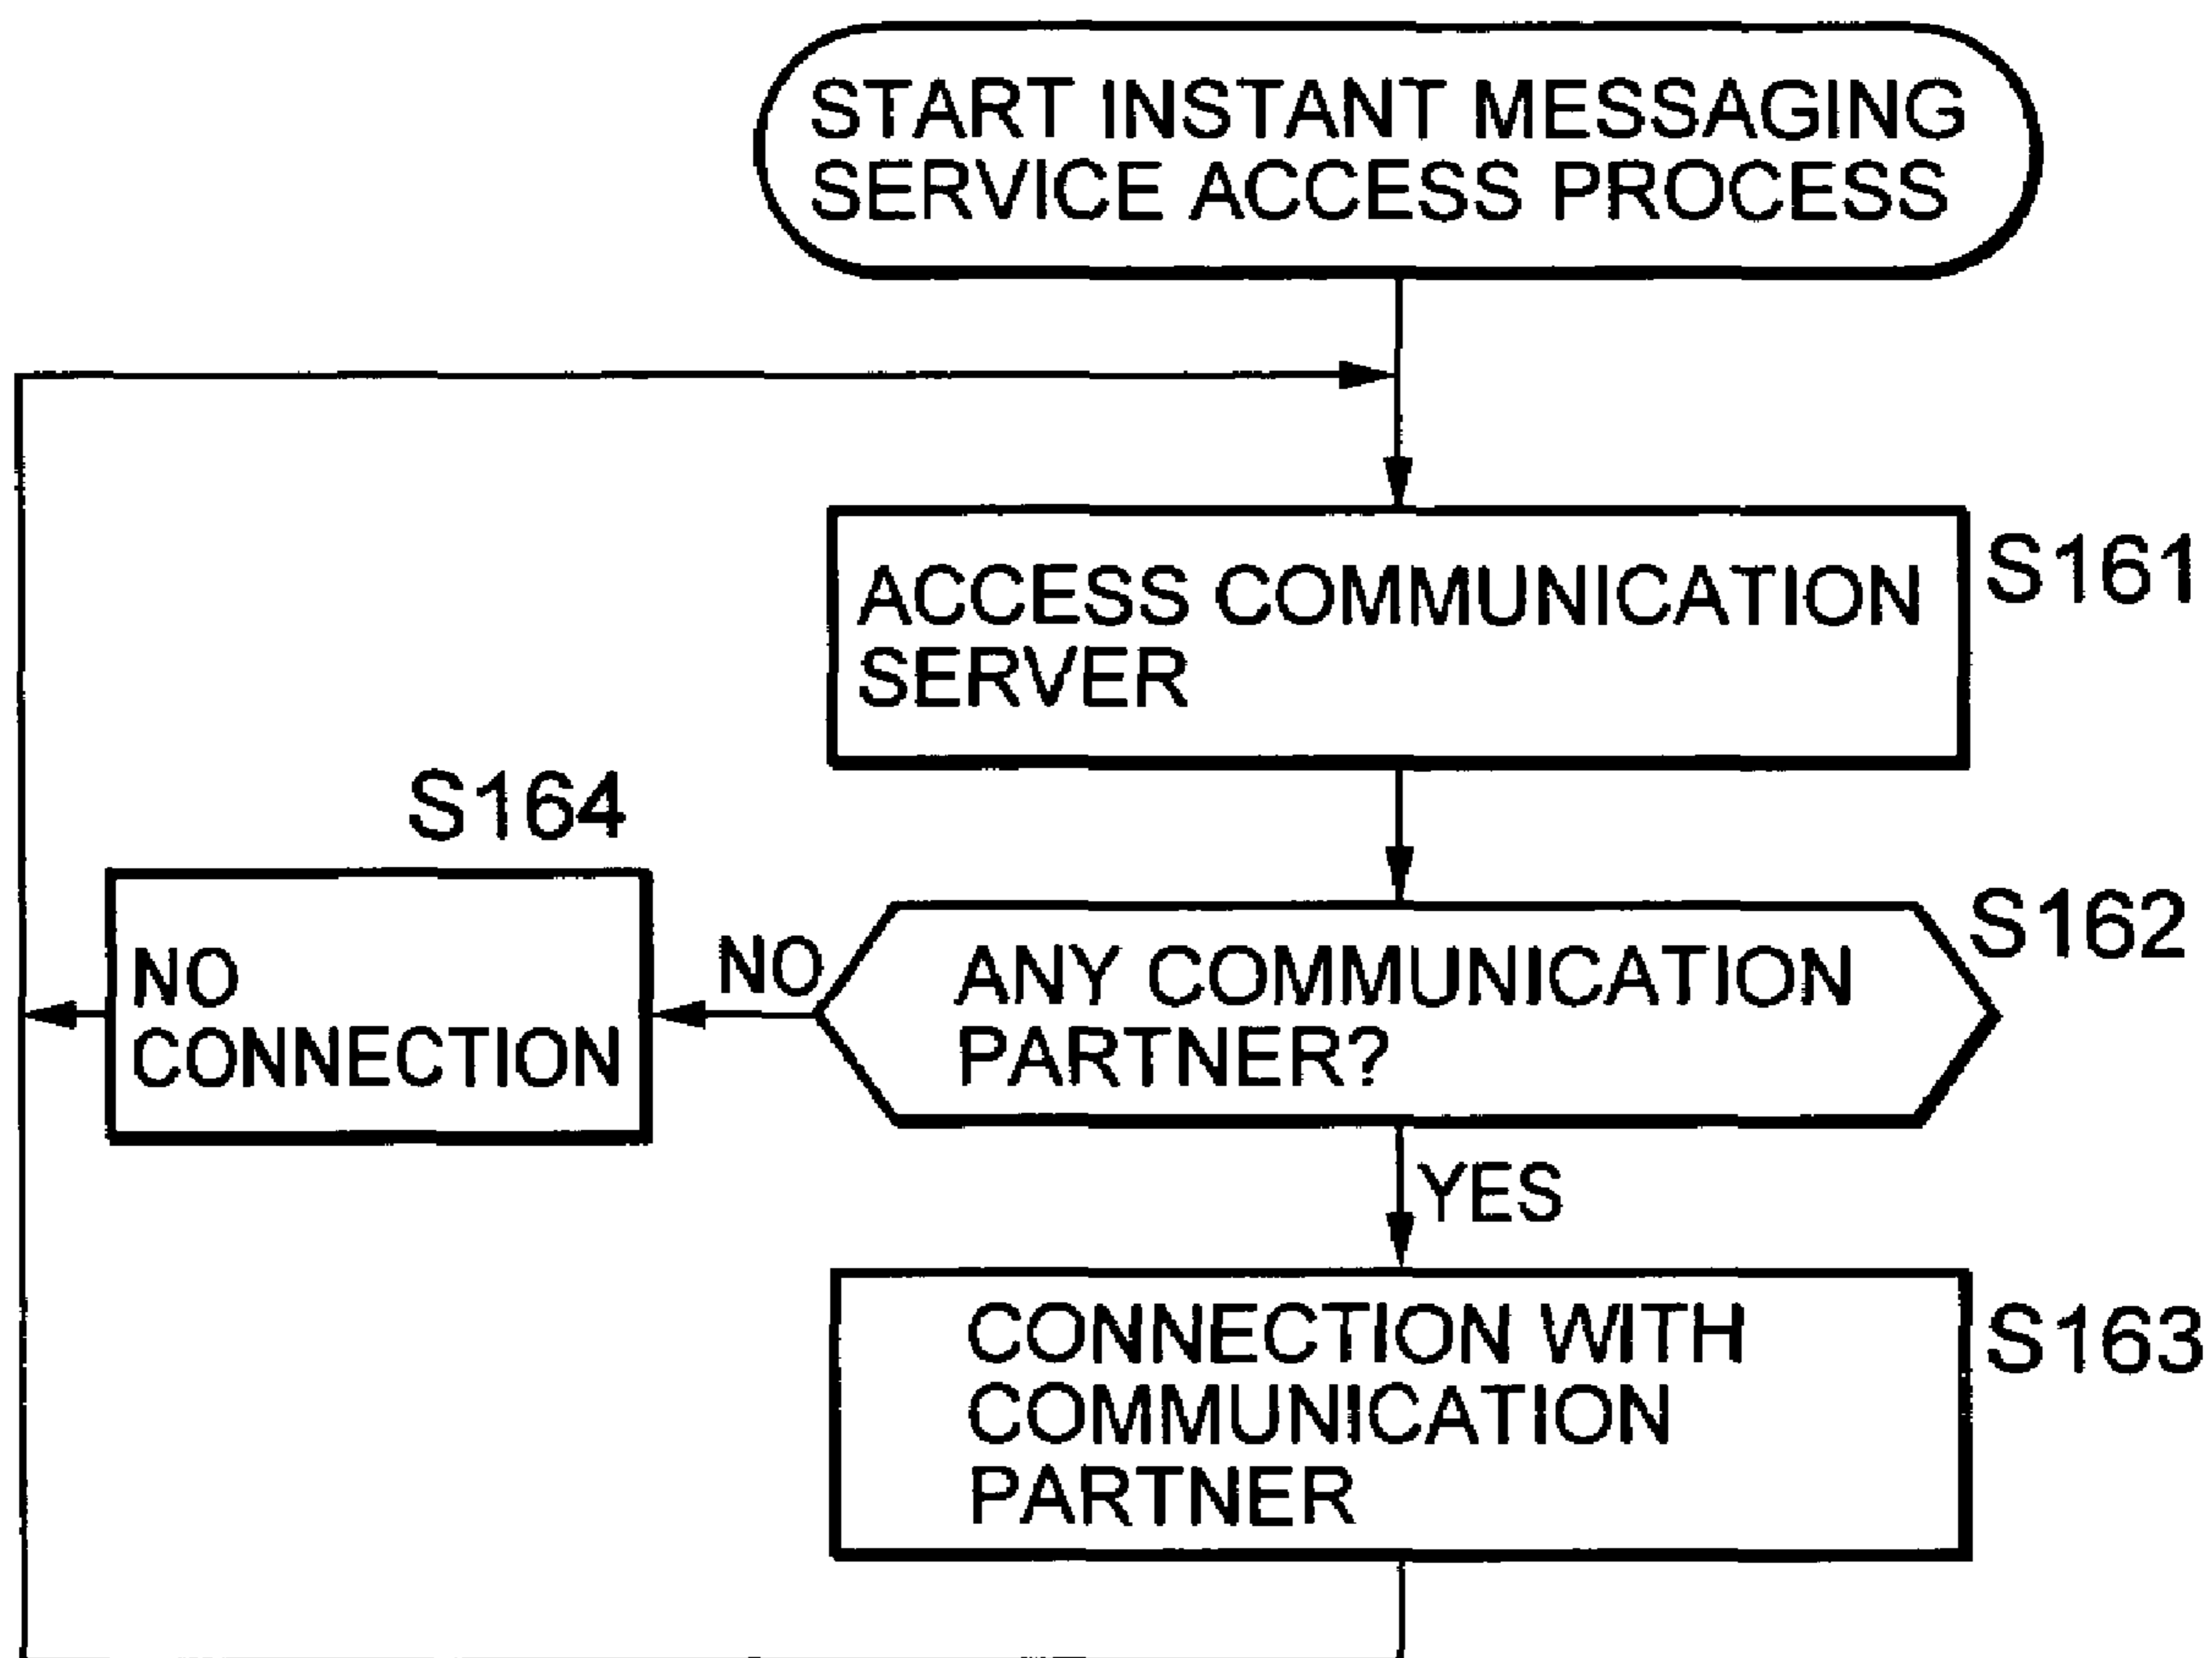 START INSTANT MESSAGING
SERVICE ACCESS PROCESS
ACCESS COMMUNICATION
SERVER
S161
S164
NO
CONNECTION
NO
ANY COMMUNICATION
PARTNER?
S162
YES
CONNECTION WITH
COMMUNICATION
PARTNER
S163